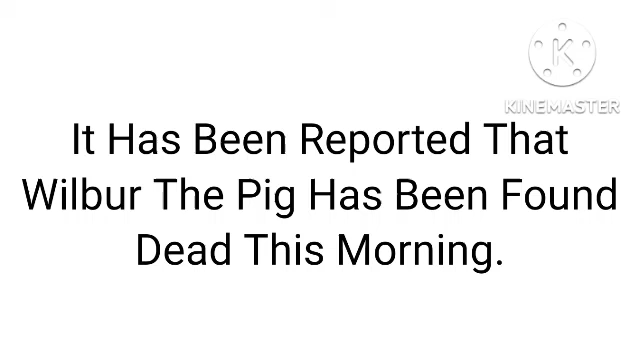 KINEMASTER
It Has Been Reported That
Wilbur The Pig Has Been Found
Dead This Morning.